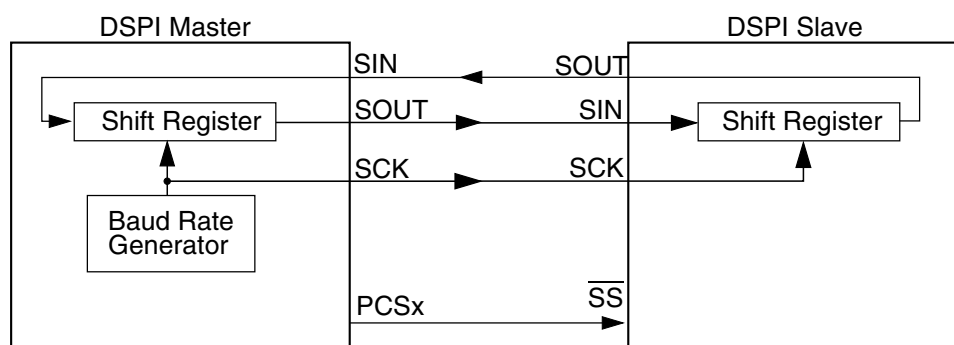 DSPI Master
DSPI Slave
SIN
SOUT
Shift Register
SOUT
SIN
Shift Register
SCK
SCK
Baud Rate
Generator
PCSx
SS